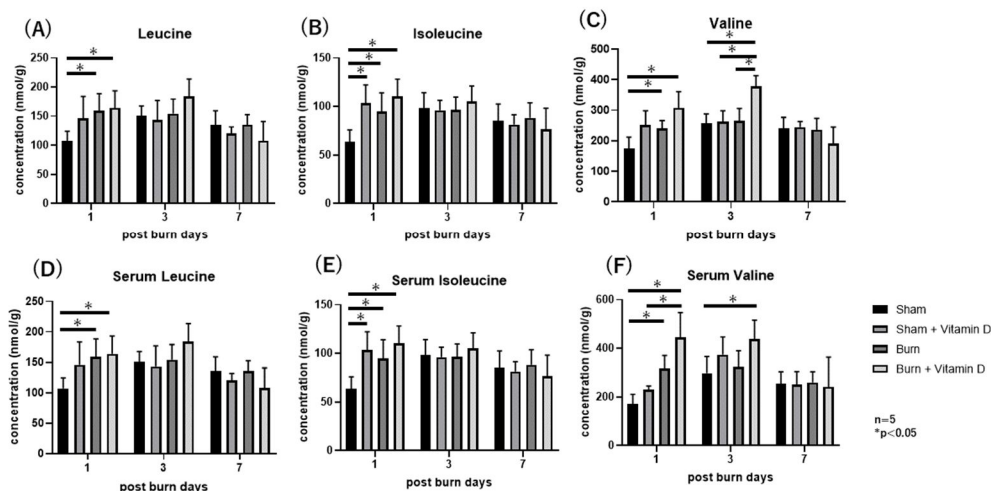 (A)
Leucine
*
*
concentration (nmol/g)
250
200
150
100
50
0
1
3
7
post burn days
(B)
Isoleucine
*
*
*
concentration (nmol/g)
150
100
50
0
1
3
7
post burn days
(C)
Valine
*
*
*
*
*
concentration (nmol/g)
500
400
300
200
100
0
1
3
7
post burn days
(D)
Serum Leucine
*
*
concentration (nmol/g)
250
200
150
100
50
0
1
3
7
post burn days
(E)
Serum Isoleucine
*
*
*
concentration (nmol/g)
150
100
50
0
1
3
7
post burn days
(F)
Serum Valine
*
*
*
*
concentration (nmol/g)
600
400
200
0
1
3
7
post burn days
Sham
Sham + Vitamin D
Burn
Burn + Vitamin D
n=5
*p<0.05